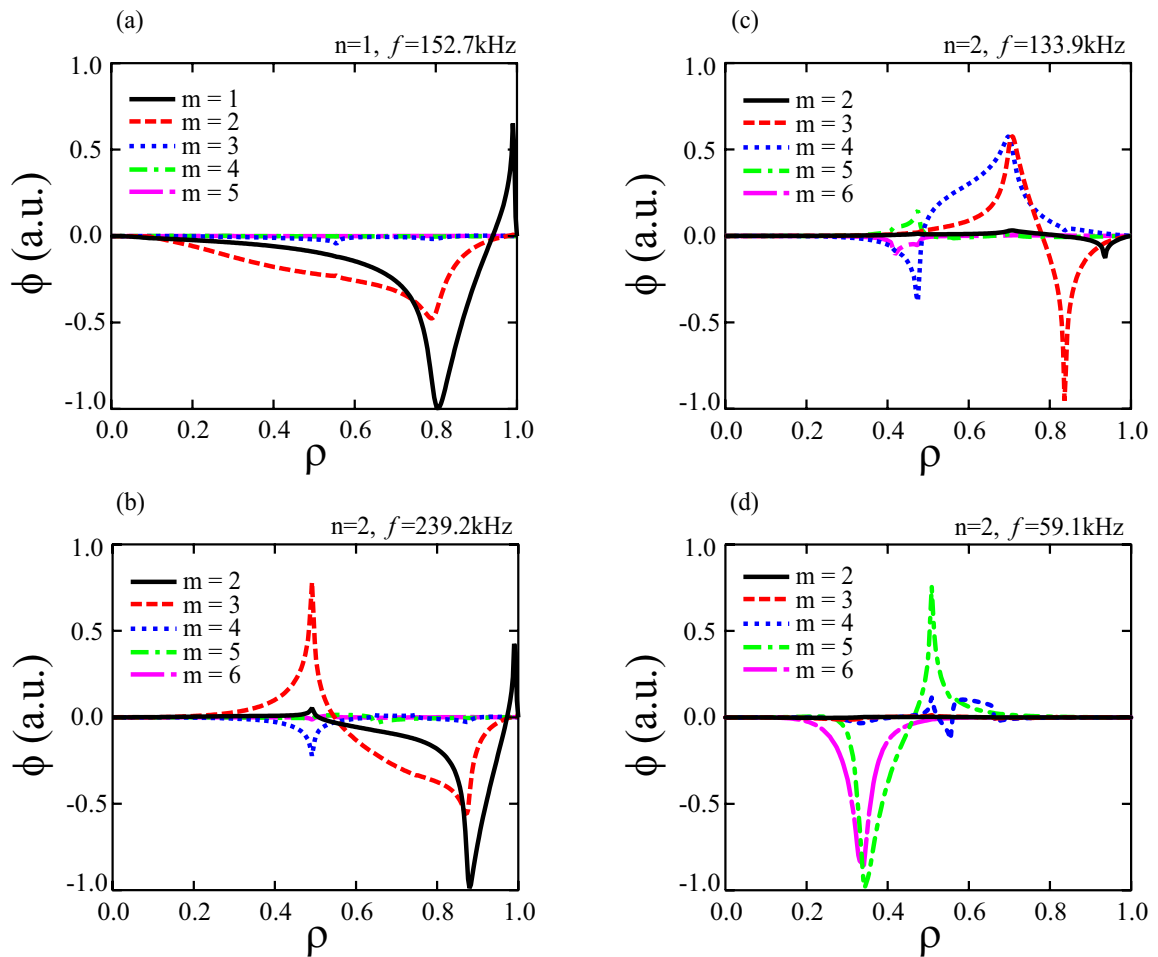 (a)
n=1, f=152.7kHz
1.0
0.5
0.0
-0.5
-1.0
ϕ (a.u.)
m = 1
m = 2
m = 3
m = 4
m = 5
0.0 0.2 0.4 0.6 0.8 1.0
ρ
(c)
n=2, f=133.9kHz
1.0
0.5
0.0
-0.5
-1.0
ϕ (a.u.)
m = 2
m = 3
m = 4
m = 5
m = 6
0.0 0.2 0.4 0.6 0.8 1.0
ρ
(b)
n=2, f=239.2kHz
1.0
0.5
0.0
-0.5
-1.0
ϕ (a.u.)
m = 2
m = 3
m = 4
m = 5
m = 6
0.0 0.2 0.4 0.6 0.8 1.0
ρ
(d)
n=2, f=59.1kHz
1.0
0.5
0.0
-0.5
-1.0
ϕ (a.u.)
m = 2
m = 3
m = 4
m = 5
m = 6
0.0 0.2 0.4 0.6 0.8 1.0
ρ